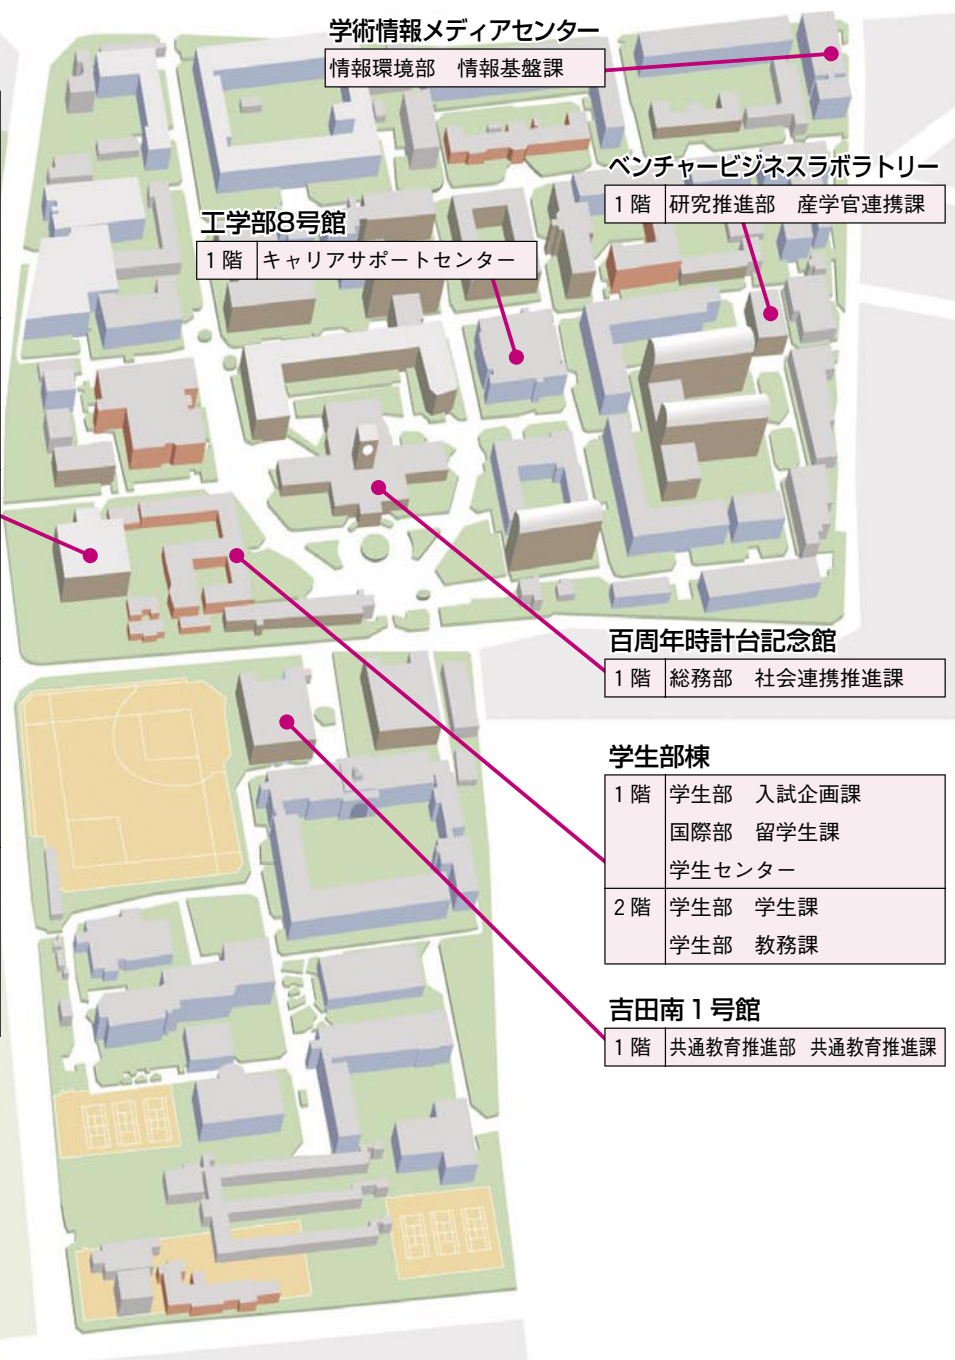 学術情報メディアセンター
情報環境部　情報基盤課
ベンチャービジネスラボラトリー
1階　研究推進部　産学官連携課
工学部8号館
1階　キャリアサポートセンター
百周年時計台記念館
1階　総務部　社会連携推進課
学生部棟
1階　学生部　入試企画課
国際部　留学生課
学生センター
2階　学生部　学生課
学生部　教務課
吉田南1号館
1階　共通教育推進部　共通教育推進課